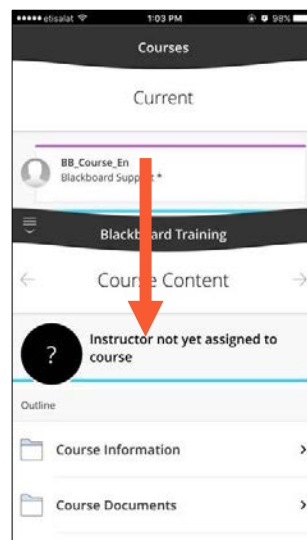 etisalat 1:03 PM 98%
Courses
Current
BB_Course_En
Blackboard Support *
Blackboard Training
Course Content
?
Instructor not yet assigned to
course
Outline
Course Information
Course Documents